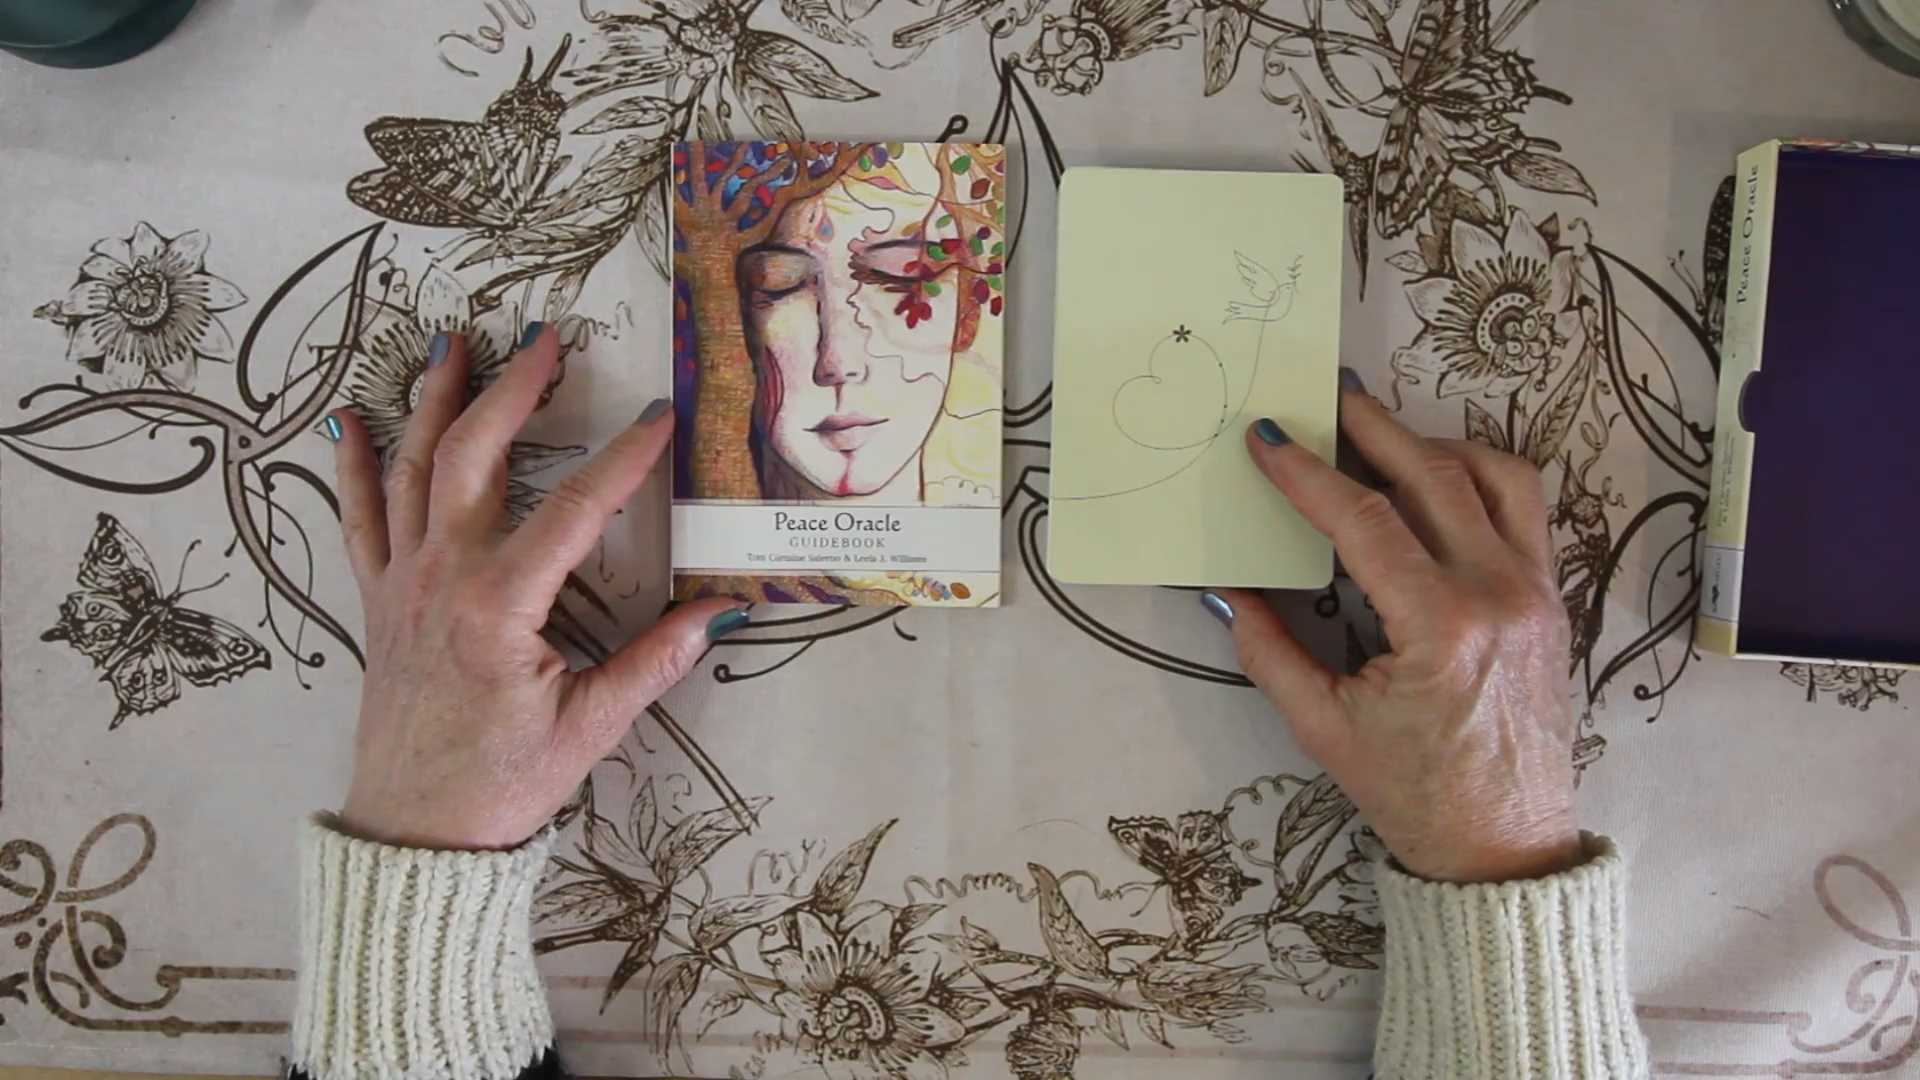 Peace Oracle
GUIDEBOOK
Toni Carmine Salerno & Leela J. Williams
Peace Oracle